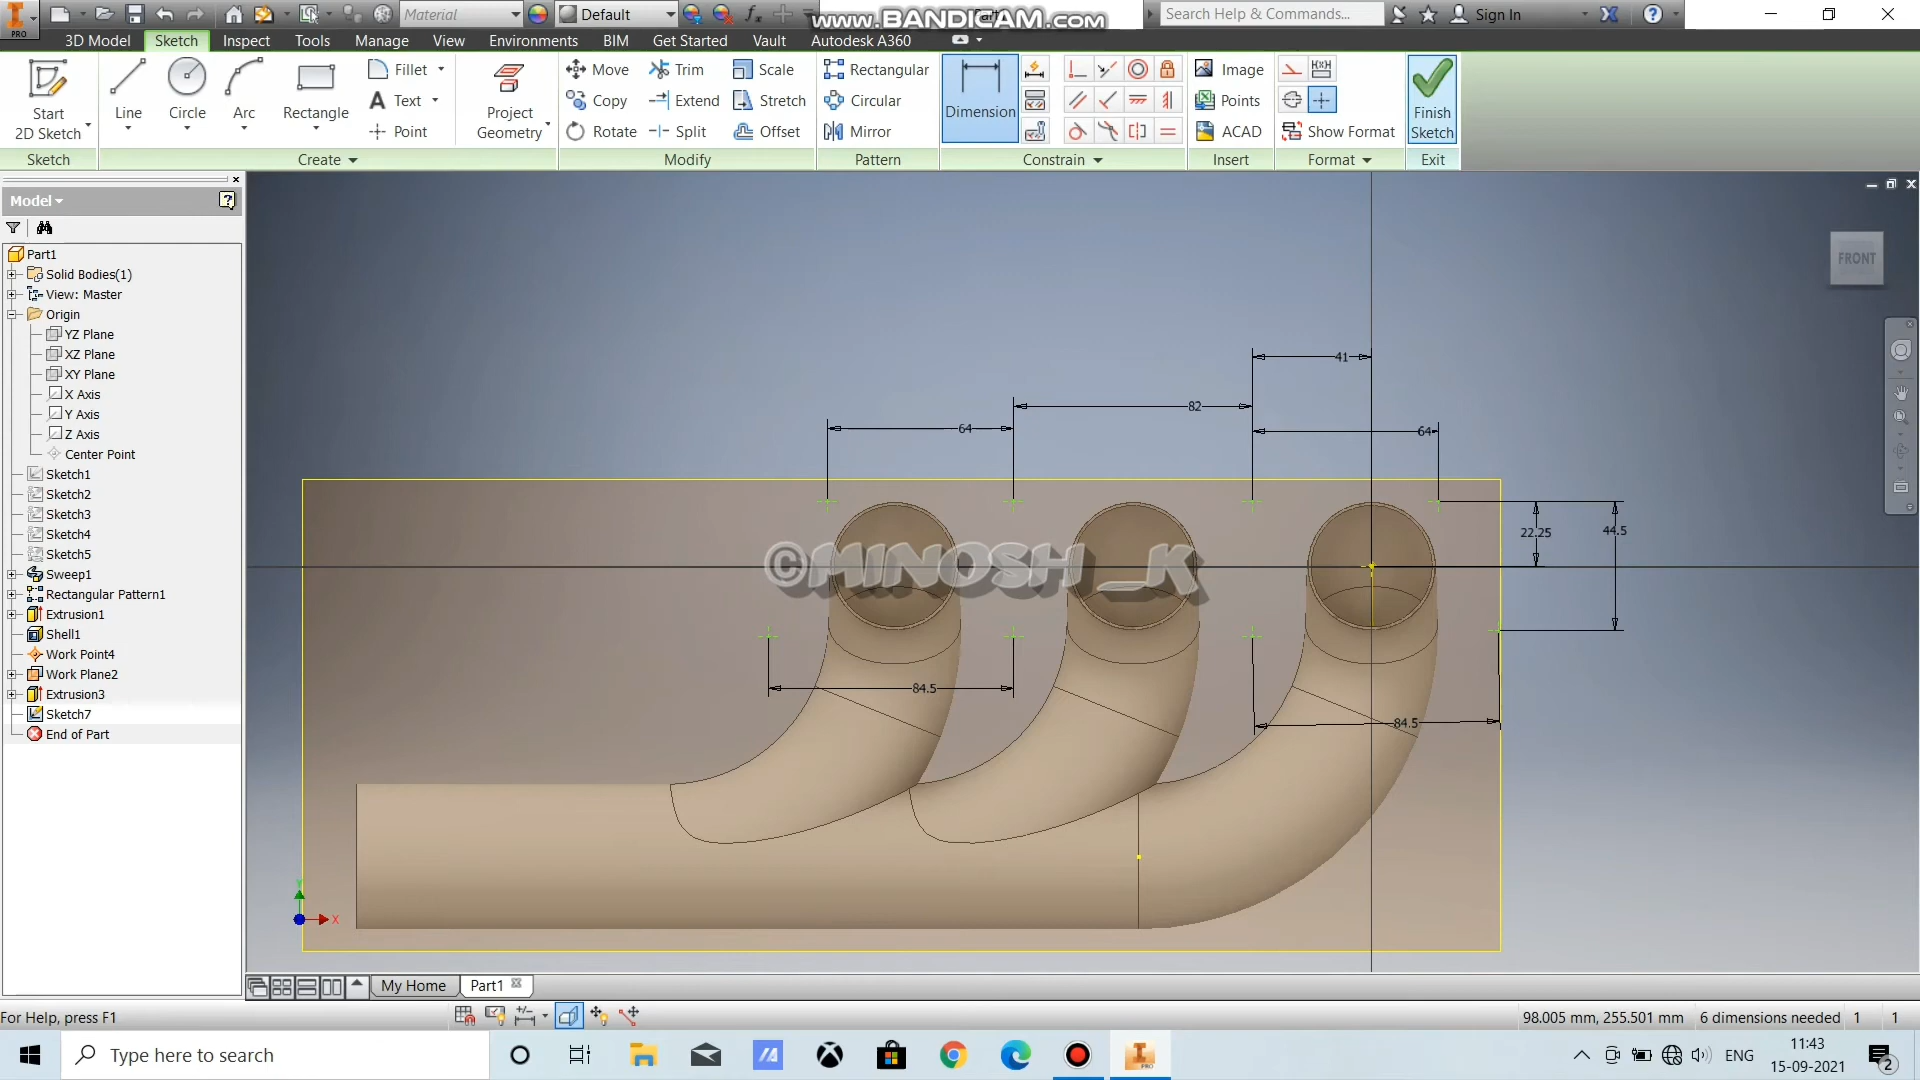 Material
Default
www.BANDICAM.com
Search Help & Commands...
Sign In
PRO
3D Model
Sketch
Inspect
Tools
Manage
View
Environments
BIM
Get Started
Vault
Autodesk A360
Start
2D Sketch
Line
Circle
Arc
Rectangle
Fillet
Text
Point
Project
Geometry
Move
Copy
Rotate
Trim
Extend
Split
Scale
Stretch
Offset
Rectangular
Circular
Mirror
Dimension
Image
Points
ACAD
Show Format
Finish
Sketch
Sketch
Create
Modify
Pattern
Constrain
Insert
Format
Exit
Model
Part1
Solid Bodies(1)
View: Master
Origin
YZ Plane
XZ Plane
XY Plane
X Axis
Y Axis
Z Axis
Center Point
Sketch1
Sketch2
Sketch3
Sketch4
Sketch5
Sweep1
Rectangular Pattern1
Extrusion1
Shell1
Work Point4
Work Plane2
Extrusion3
Sketch7
End of Part
FRONT
41
82
64
64
22.25
44.5
©MINOSH_K
84.5
84.5
Y
X
My Home
Part1
For Help, press F1
98.005 mm, 255.501 mm
6 dimensions needed
1
1
Type here to search
ENG
11:43
15-09-2021
2